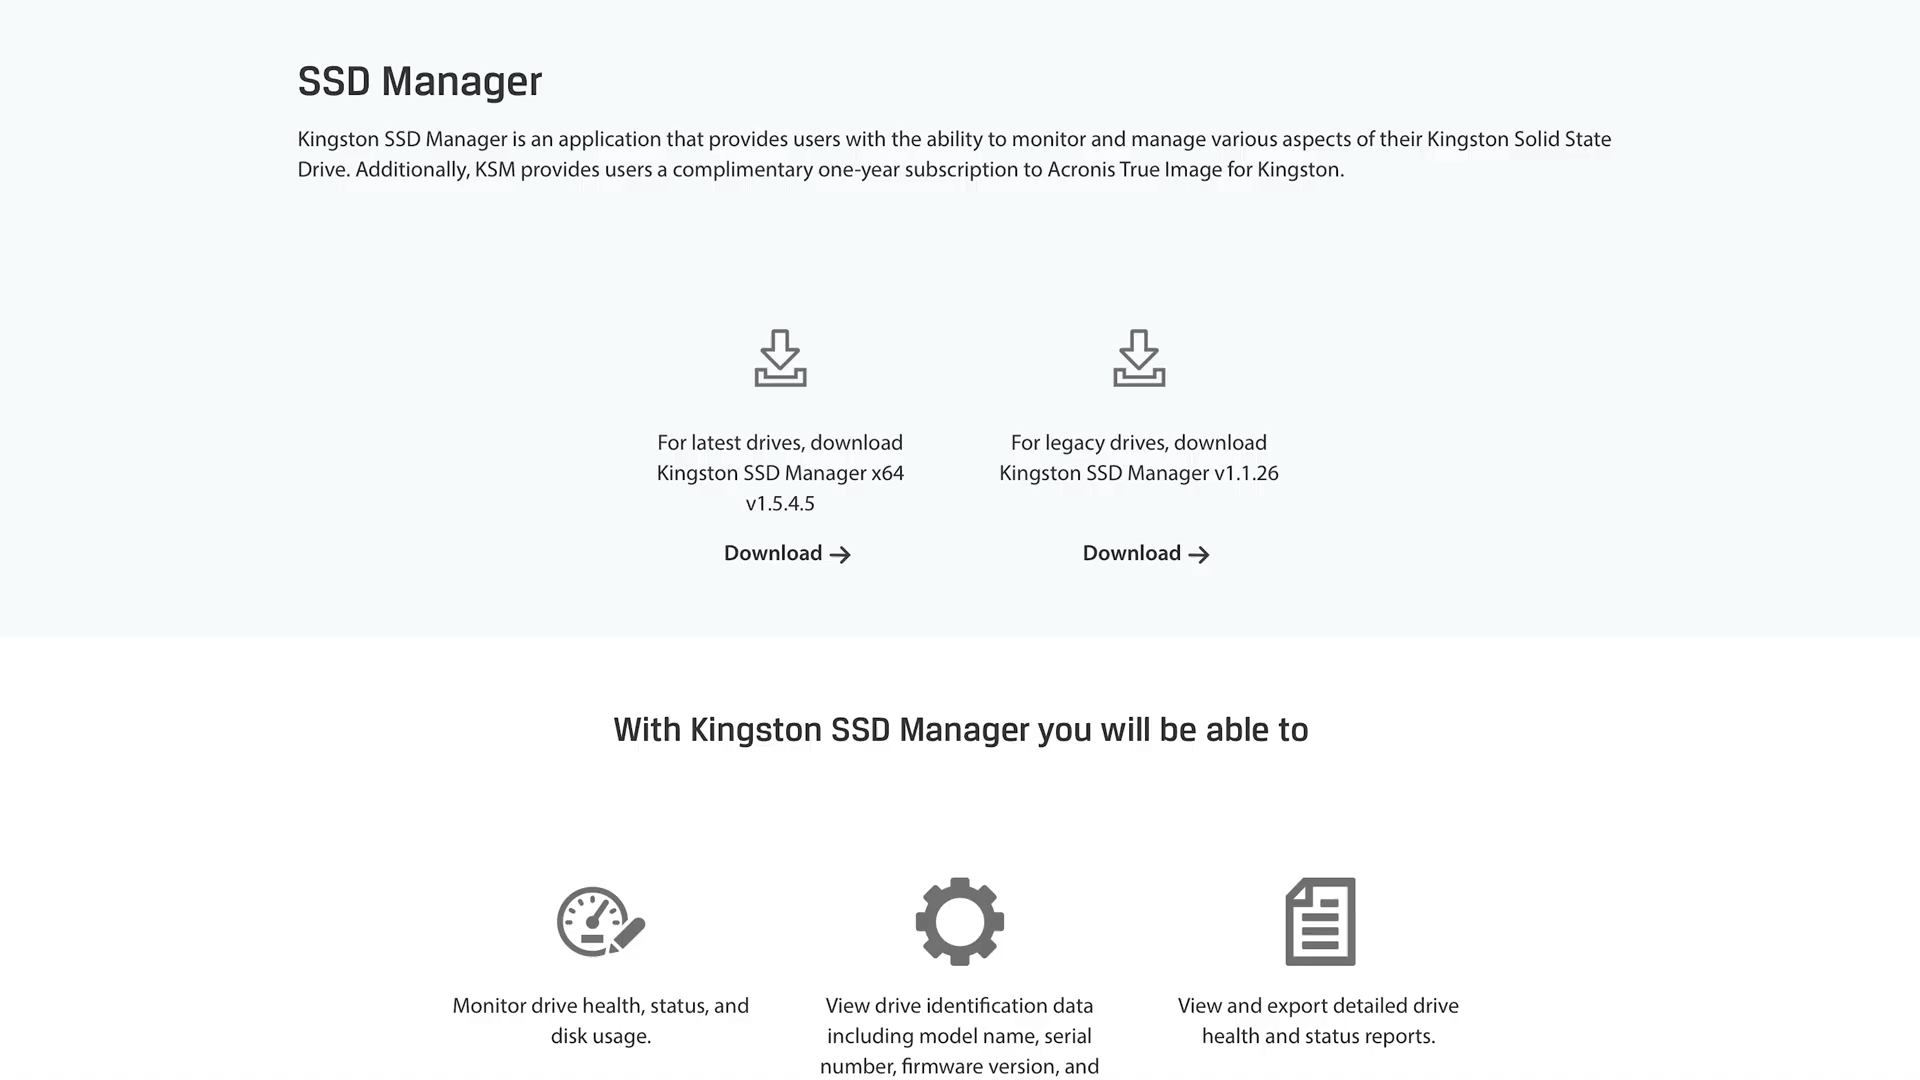 SSD Manager
Kingston SSD Manager is an application that provides users with the ability to monitor and manage various aspects of their Kingston Solid State
Drive. Additionally, KSM provides users a complimentary one-year subscription to Acronis True Image for Kingston.
For latest drives, download
Kingston SSD Manager x64
v1.5.4.5
Download
For legacy drives, download
Kingston SSD Manager v1.1.26
Download
With Kingston SSD Manager you will be able to
Monitor drive health, status, and
disk usage.
View drive identification data
including model name, serial
number, firmware version, and
View and export detailed drive
health and status reports.